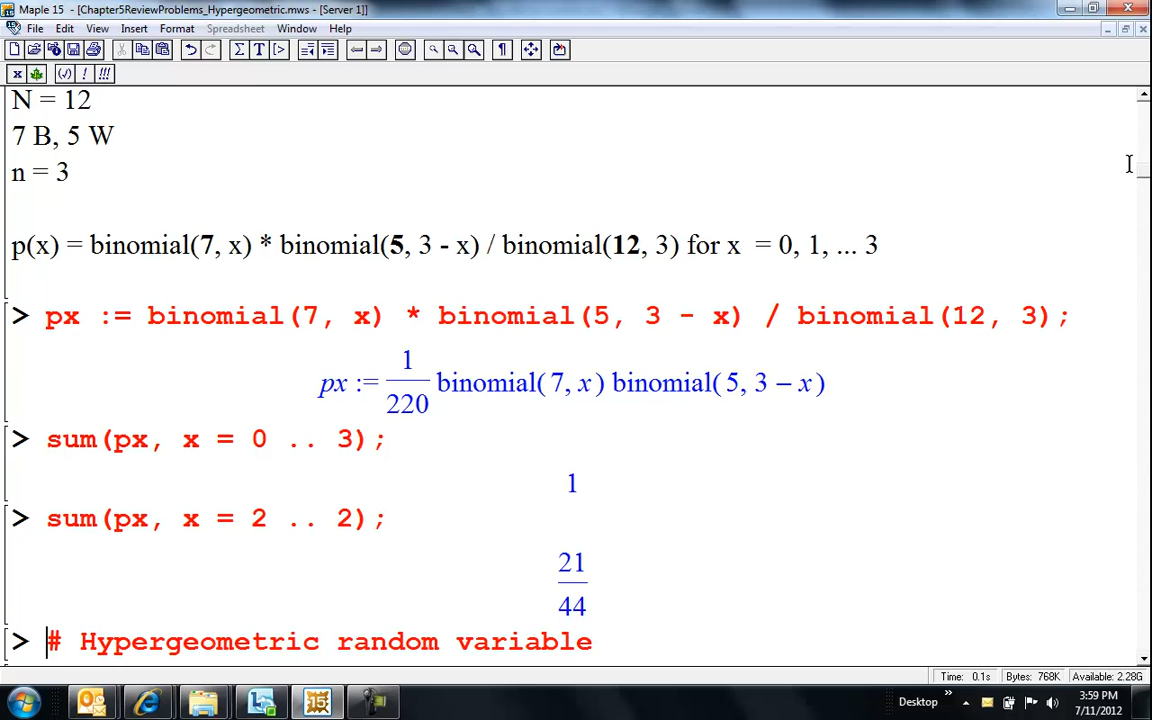 Maple 15 - [Chapter5ReviewProblems_Hypergeometric.mws - [Server 1]]
File Edit View Insert Format Spreadsheet Window Help
N = 12
7 B, 5 W
n = 3
p(x) = binomial(7, x) * binomial(5, 3 - x) / binomial(12, 3) for x  = 0, 1, ... 3
> px := binomial(7, x) * binomial(5, 3 - x) / binomial(12, 3);
px := 1/220 binomial( 7, x ) binomial( 5, 3 − x )
> sum(px, x = 0 .. 3);
1
> sum(px, x = 2 .. 2);
21
44
> # Hypergeometric random variable
Time: 0.1s Bytes: 768K Available: 2.28G
Desktop
3:59 PM
7/11/2012